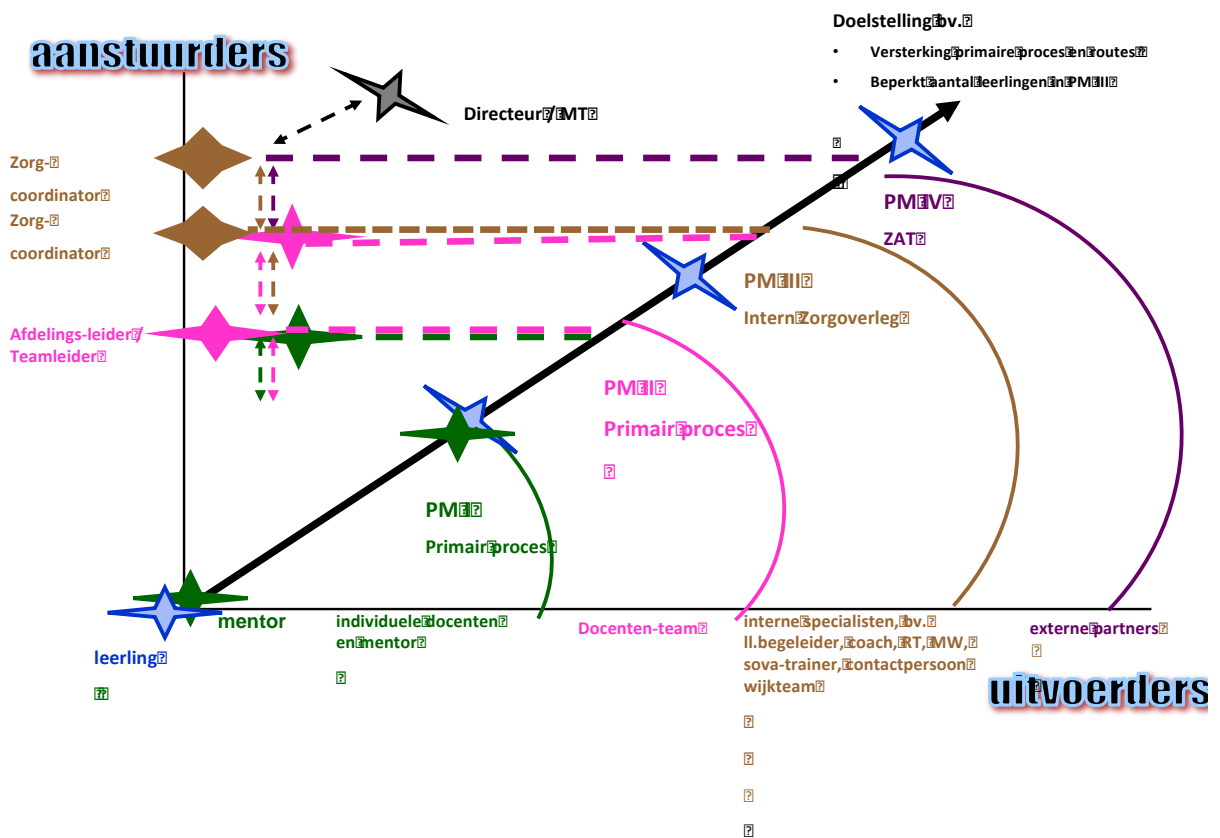 aanstuurders
Doelstelling bv.
• Versterking primaire proces en routes
• Beperkt aantal leerlingen in PM III
Directeur / MT
Zorg-
coordinator
Zorg-
coordinator
PM IV
ZAT
PM III
Intern Zorgoverleg
Afdelings-leider /
Teamleider
PM II
Primair proces
PM I
Primair proces
mentor
individuele docenten
en mentor
Docenten-team
interne specialisten, bv.
ll.begeleider, coach, RT, MW,
sova-trainer, contactpersoon
wijkteam
externe partners
leerling
uitvoerders